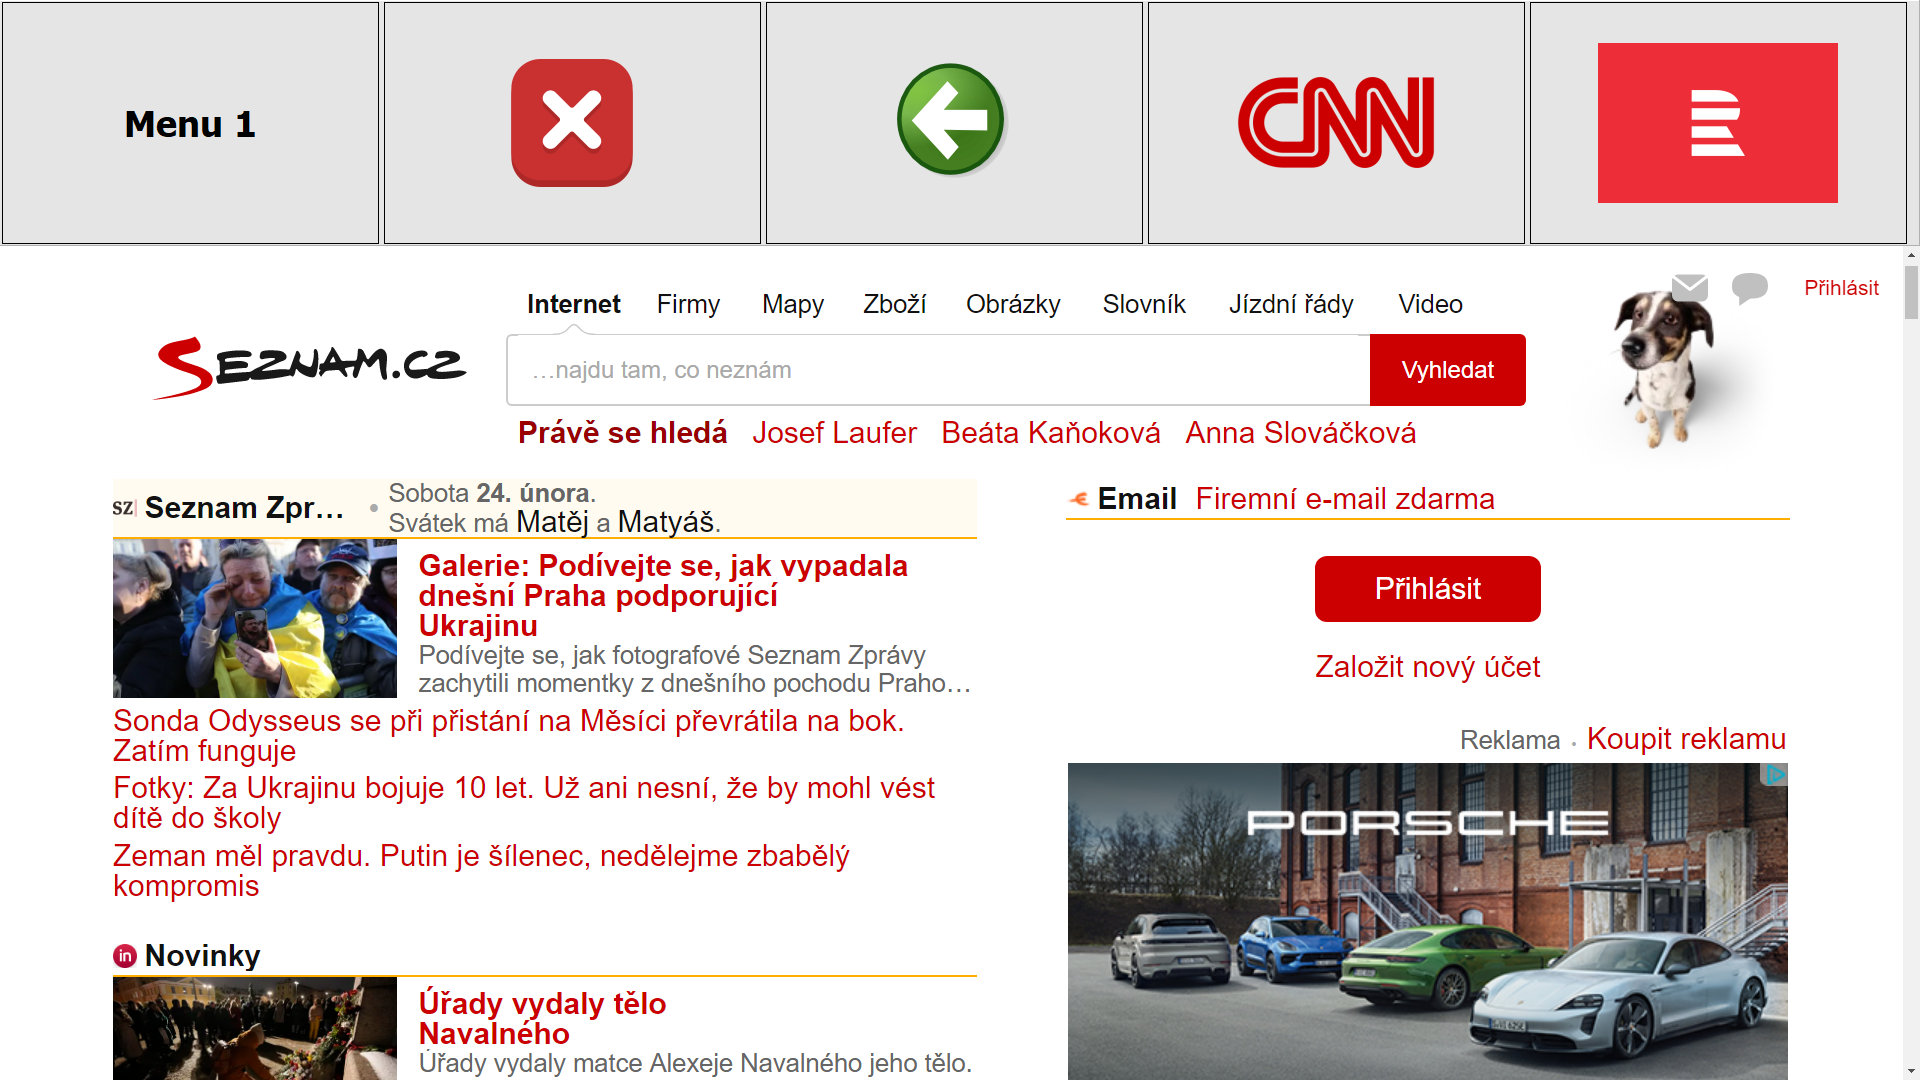 Menu 1
CNN
Internet Firmy Mapy Zboží Obrázky Slovník Jízdní řády Video
Přihlásit
SEZNAM.CZ
...najdu tam, co neznám
Vyhledat
Právě se hledá Josef Laufer Beáta Kaňoková Anna Slováčková
SZ Seznam Zpr...
Sobota 24. února.
Svátek má Matěj a Matyáš.
Galerie: Podívejte se, jak vypadala
dnešní Praha podporující
Ukrajinu
Podívejte se, jak fotografové Seznam Zprávy
zachytili momentky z dnešního pochodu Praho...
Sonda Odysseus se při přistání na Měsíci převrátila na bok.
Zatím funguje
Fotky: Za Ukrajinu bojuje 10 let. Už ani nesní, že by mohl vést
dítě do školy
Zeman měl pravdu. Putin je šílenec, nedělejme zbabělý
kompromis
in Novinky
Úřady vydaly tělo
Navalného
Úřady vydaly matce Alexeje Navalného jeho tělo.
Email Firemní e-mail zdarma
Přihlásit
Založit nový účet
Reklama • Koupit reklamu
PORSCHE